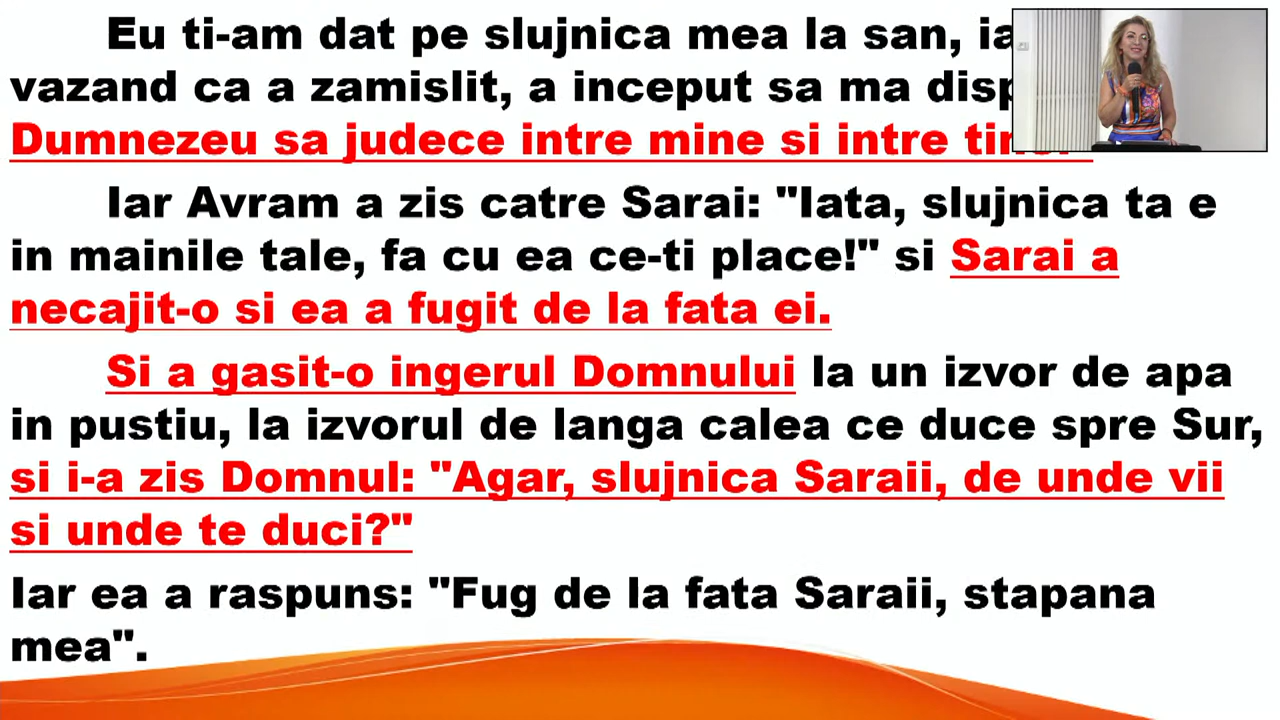 Eu ti-am dat pe slujnica mea la san,
vazand ca a zamislit, a inceput sa ma
Dumnezeu sa judece intre mine si intre
Iar Avram a zis catre Sarai: "Iata, slujnica ta e
in mainile tale, fa cu ea ce-ti place!" si Sarai a
necajit-o si ea a fugit de la fata ei.
Si a gasit-o ingerul Domnului la un izvor de apa
in pustiu, la izvorul de langa calea ce duce spre Sur,
si i-a zis Domnul: "Agar, slujnica Saraii, de unde vii
si unde te duci?"
Iar ea a raspuns: "Fug de la fata Saraii, stapana
mea".